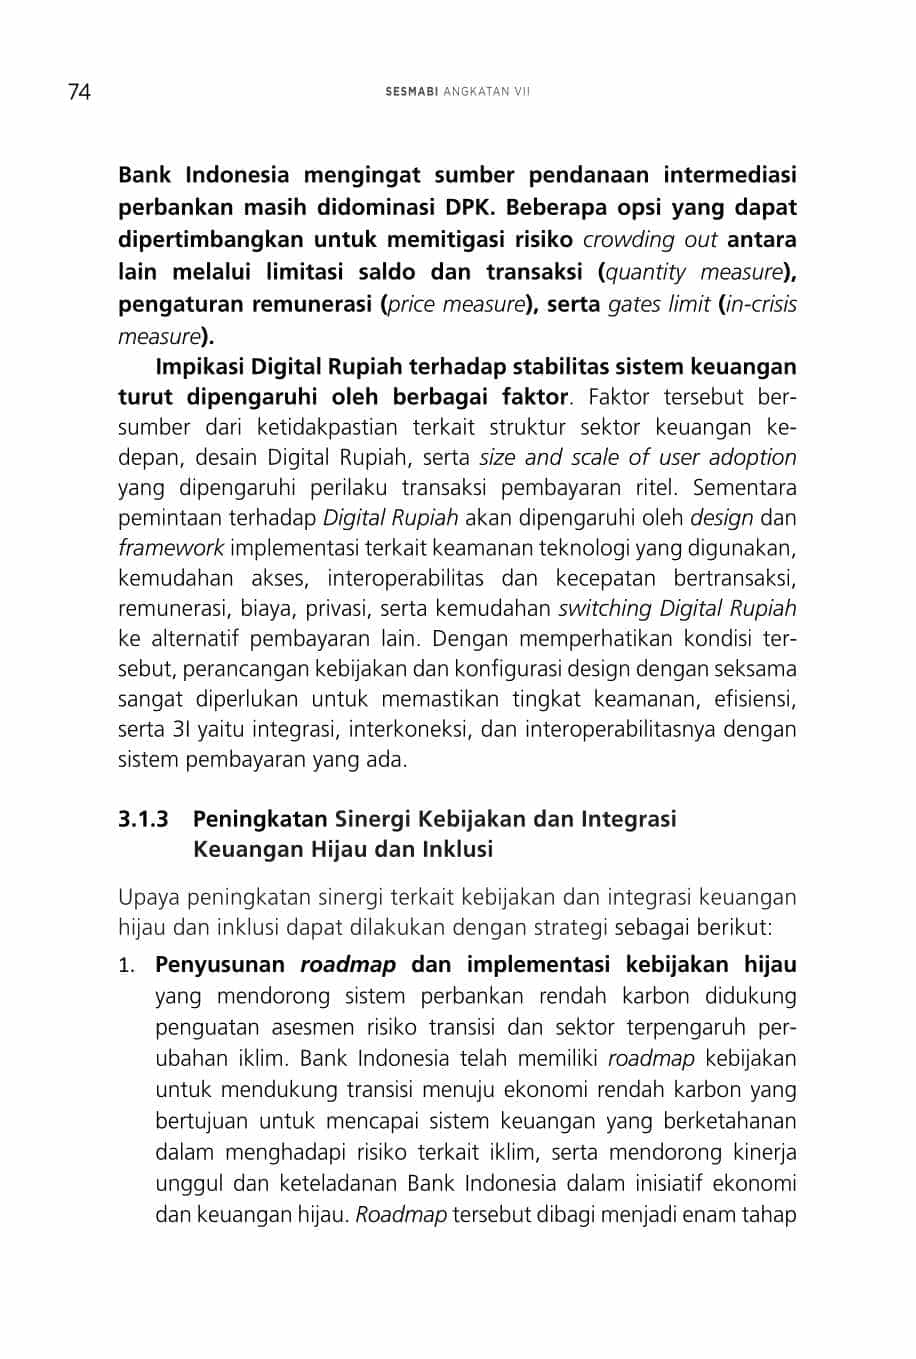 74
SESMABI ANGKATAN VII
Bank Indonesia mengingat sumber pendanaan intermediasi
perbankan masih didominasi DPK. Beberapa opsi yang dapat
dipertimbangkan untuk memitigasi risiko crowding out antara
lain melalui limitasi saldo dan transaksi (quantity measure),
pengaturan remunerasi (price measure), serta gates limit (in-crisis
measure).
Impikasi Digital Rupiah terhadap stabilitas sistem keuangan
turut dipengaruhi oleh berbagai faktor. Faktor tersebut ber-
sumber dari ketidakpastian terkait struktur sektor keuangan ke-
depan, desain Digital Rupiah, serta size and scale of user adoption
yang dipengaruhi perilaku transaksi pembayaran ritel. Sementara
pemintaan terhadap Digital Rupiah akan dipengaruhi oleh design dan
framework implementasi terkait keamanan teknologi yang digunakan,
kemudahan akses, interoperabilitas dan kecepatan bertransaksi,
remunerasi, biaya, privasi, serta kemudahan switching Digital Rupiah
ke alternatif pembayaran lain. Dengan memperhatikan kondisi ter-
sebut, perancangan kebijakan dan konfigurasi design dengan seksama
sangat diperlukan untuk memastikan tingkat keamanan, efisiensi,
serta 3I yaitu integrasi, interkoneksi, dan interoperabilitasnya dengan
sistem pembayaran yang ada.
3.1.3 Peningkatan Sinergi Kebijakan dan Integrasi
Keuangan Hijau dan Inklusi
Upaya peningkatan sinergi terkait kebijakan dan integrasi keuangan
hijau dan inklusi dapat dilakukan dengan strategi sebagai berikut:
1. Penyusunan roadmap dan implementasi kebijakan hijau
yang mendorong sistem perbankan rendah karbon didukung
penguatan asesmen risiko transisi dan sektor terpengaruh per-
ubahan iklim. Bank Indonesia telah memiliki roadmap kebijakan
untuk mendukung transisi menuju ekonomi rendah karbon yang
bertujuan untuk mencapai sistem keuangan yang berketahanan
dalam menghadapi risiko terkait iklim, serta mendorong kinerja
unggul dan keteladanan Bank Indonesia dalam inisiatif ekonomi
dan keuangan hijau. Roadmap tersebut dibagi menjadi enam tahap